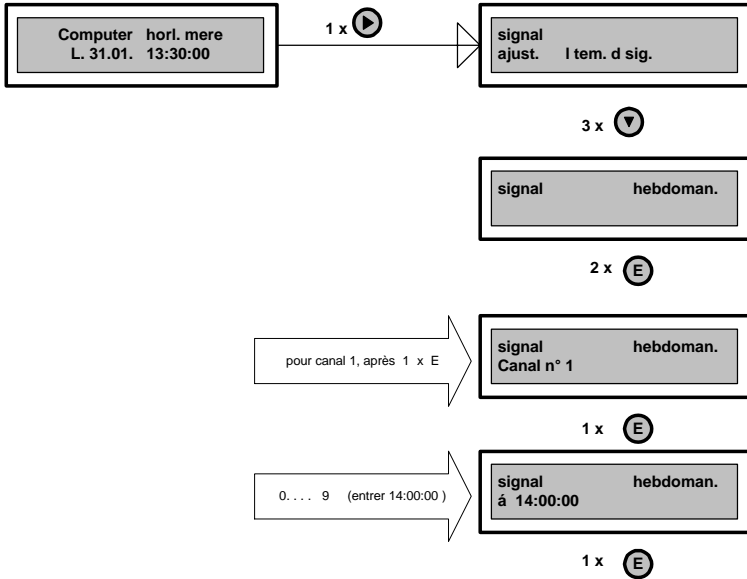 Computer horl. mere
L. 31.01. 13:30:00
1 x
signal
ajust. I tem. d sig.
3 x
signal hebdoman.
2 x E
pour canal 1, après 1 x E
signal hebdoman.
Canal n° 1
1 x E
0. . . . 9 (entrer 14:00:00 )
signal hebdoman.
á 14:00:00
1 x E